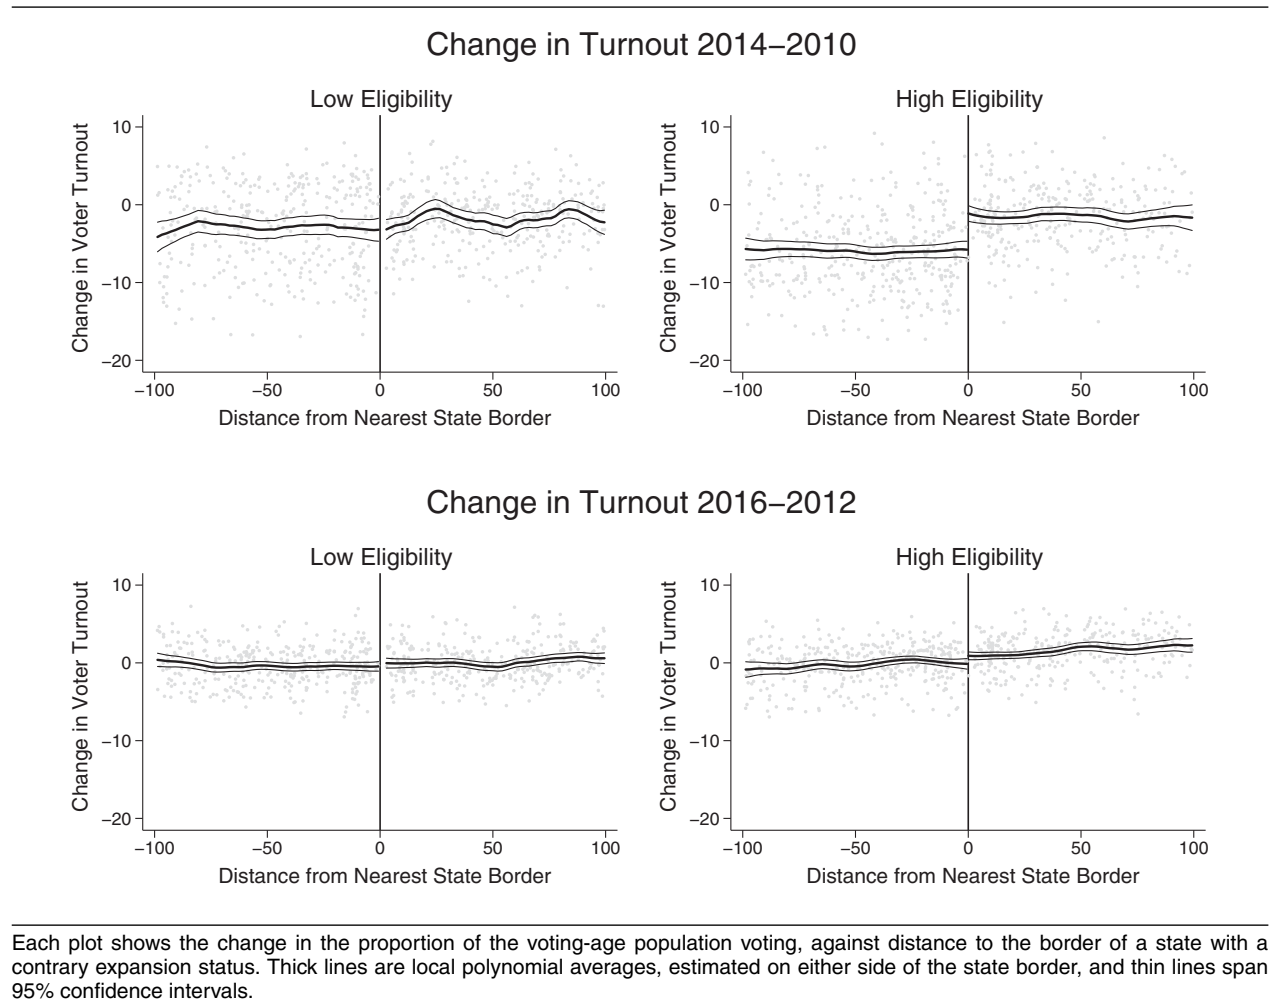 Change in Turnout 2014−2010
Low Eligibility
Change in Voter Turnout
10
0
−10
−20
−100 −50 0 50 100
Distance from Nearest State Border
High Eligibility
Change in Voter Turnout
10
0
−10
−20
−100 −50 0 50 100
Distance from Nearest State Border
Change in Turnout 2016−2012
Low Eligibility
Change in Voter Turnout
10
0
−10
−20
−100 −50 0 50 100
Distance from Nearest State Border
High Eligibility
Change in Voter Turnout
10
0
−10
−20
−100 −50 0 50 100
Distance from Nearest State Border
Each plot shows the change in the proportion of the voting-age population voting, against distance to the border of a state with a
contrary expansion status. Thick lines are local polynomial averages, estimated on either side of the state border, and thin lines span
95% confidence intervals.